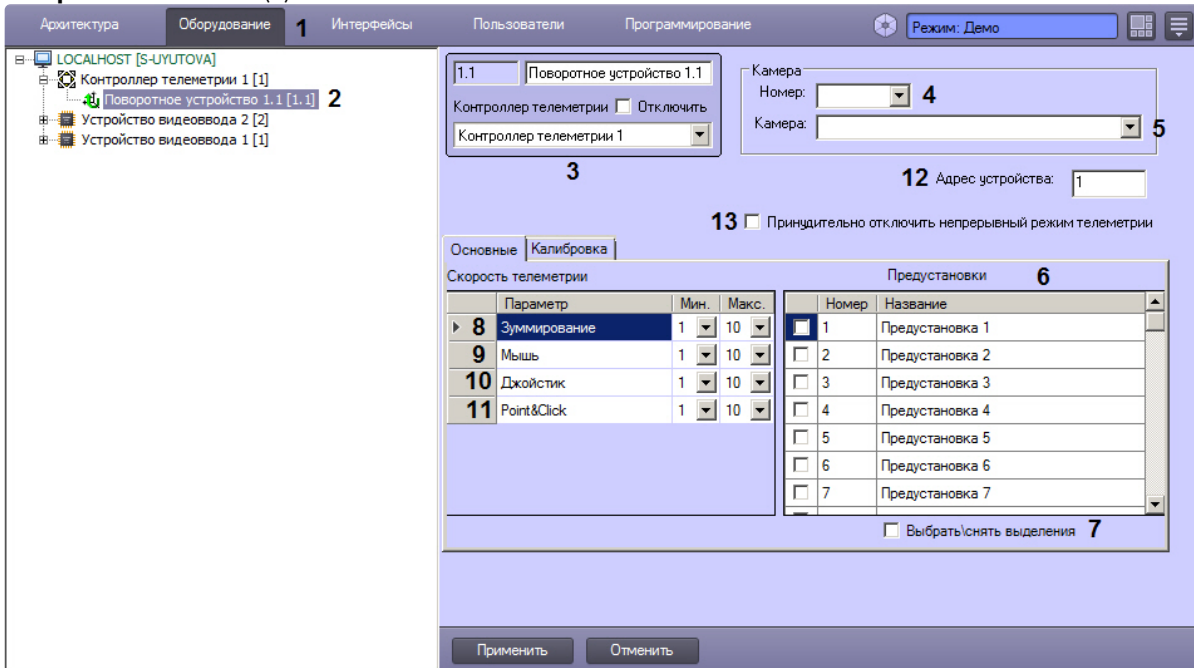 Архитектура Оборудование 1 Интерфейсы Пользователи Программирование Режим: Демо
LOCALHOST [S-UYUTOVA]
Контроллер телеметрии 1 [1]
Поворотное устройство 1.1 [1.1] 2
Устройство видеоввода 2 [2]
Устройство видеоввода 1 [1]
1.1 Поворотное устройство 1.1
Контроллер телеметрии Отключить
Контроллер телеметрии 1
3
Камера
Номер: 4
Камера: 5
12 Адрес устройства: 1
13 Принудительно отключить непрерывный режим телеметрии
Основные Калибровка
Скорость телеметрии
Параметр Мин. Макс.
8 Зуммирование 1 10
9 Мышь 1 10
10 Джойстик 1 10
11 Point&Click 1 10
Предустановки 6
Номер Название
1 Предустановка 1
2 Предустановка 2
3 Предустановка 3
4 Предустановка 4
5 Предустановка 5
6 Предустановка 6
7 Предустановка 7
Выбрать\снять выделения 7
Применить Отменить